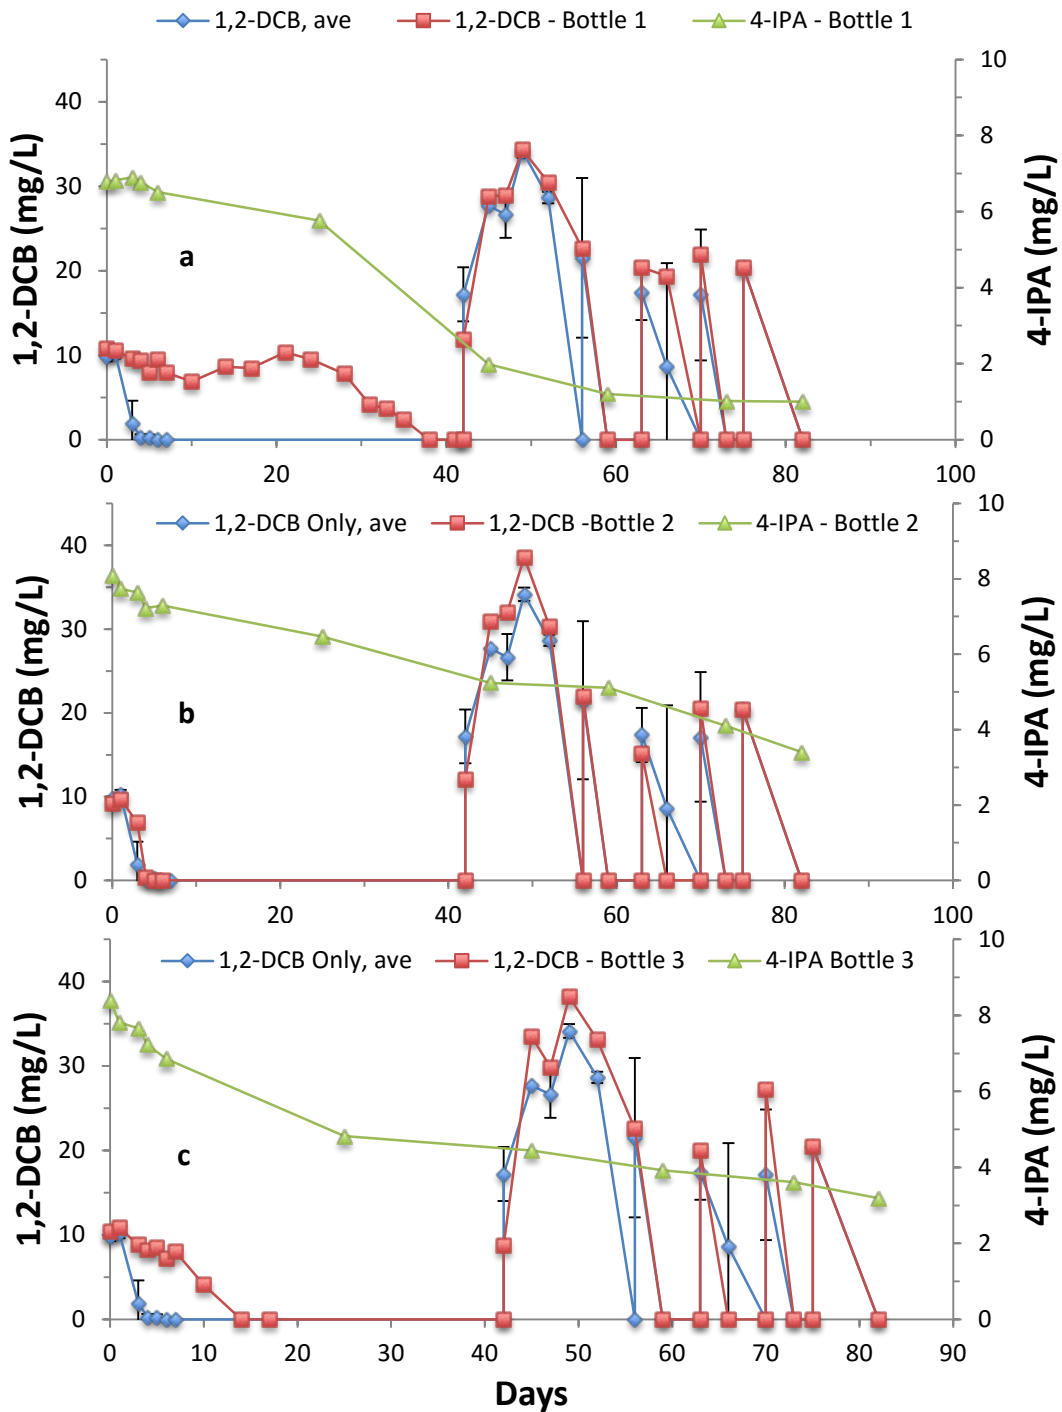 1,2-DCB, ave 1,2-DCB - Bottle 1 4-IPA - Bottle 1
1,2-DCB (mg/L)
40
30
20
10
0
a
10
8
6
4
2
0
4-IPA (mg/L)
0 20 40 60 80 100
1,2-DCB Only, ave 1,2-DCB -Bottle 2 4-IPA - Bottle 2
1,2-DCB (mg/L)
40
30
20
10
0
b
10
8
6
4
2
0
4-IPA (mg/L)
0 20 40 60 80 100
1,2-DCB Only, ave 1,2-DCB - Bottle 3 4-IPA Bottle 3
1,2-DCB (mg/L)
40
30
20
10
0
c
10
8
6
4
2
0
4-IPA (mg/L)
0 10 20 30 40 50 60 70 80 90
Days